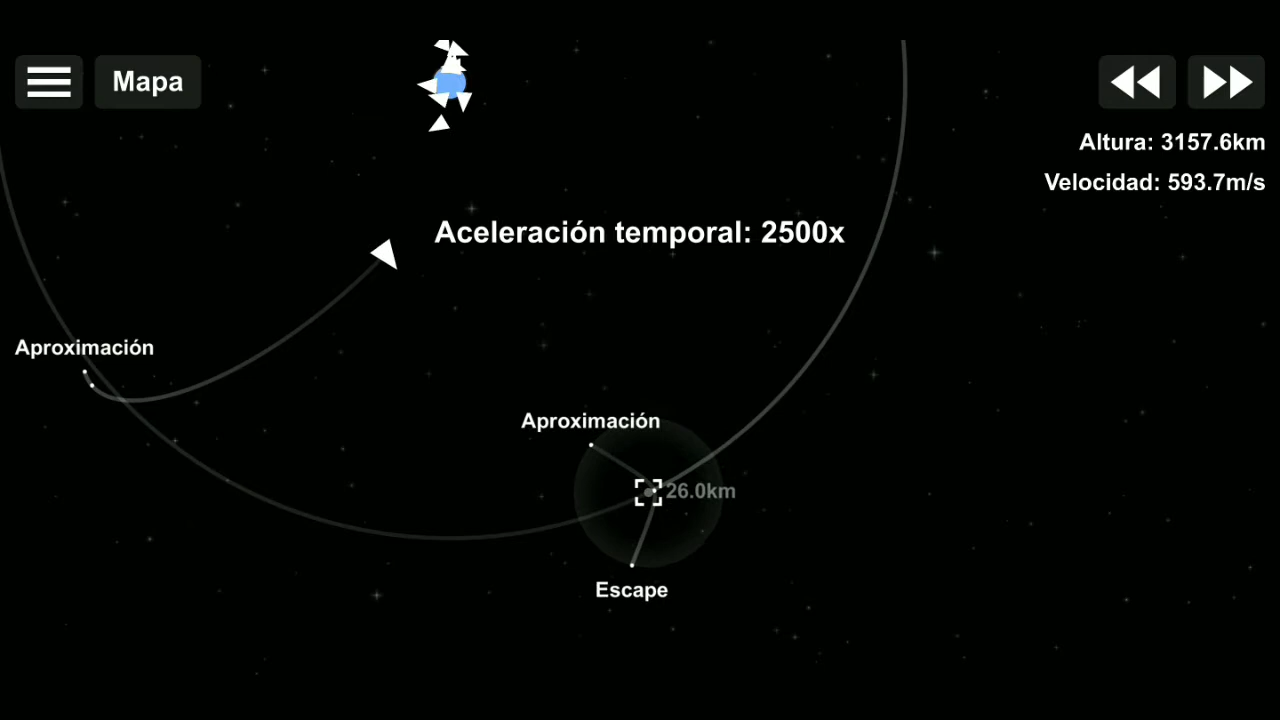 Mapa
Altura: 3157.6km
Velocidad: 593.7m/s
Aceleración temporal: 2500x
Aproximación
Aproximación
26.0km
Escape